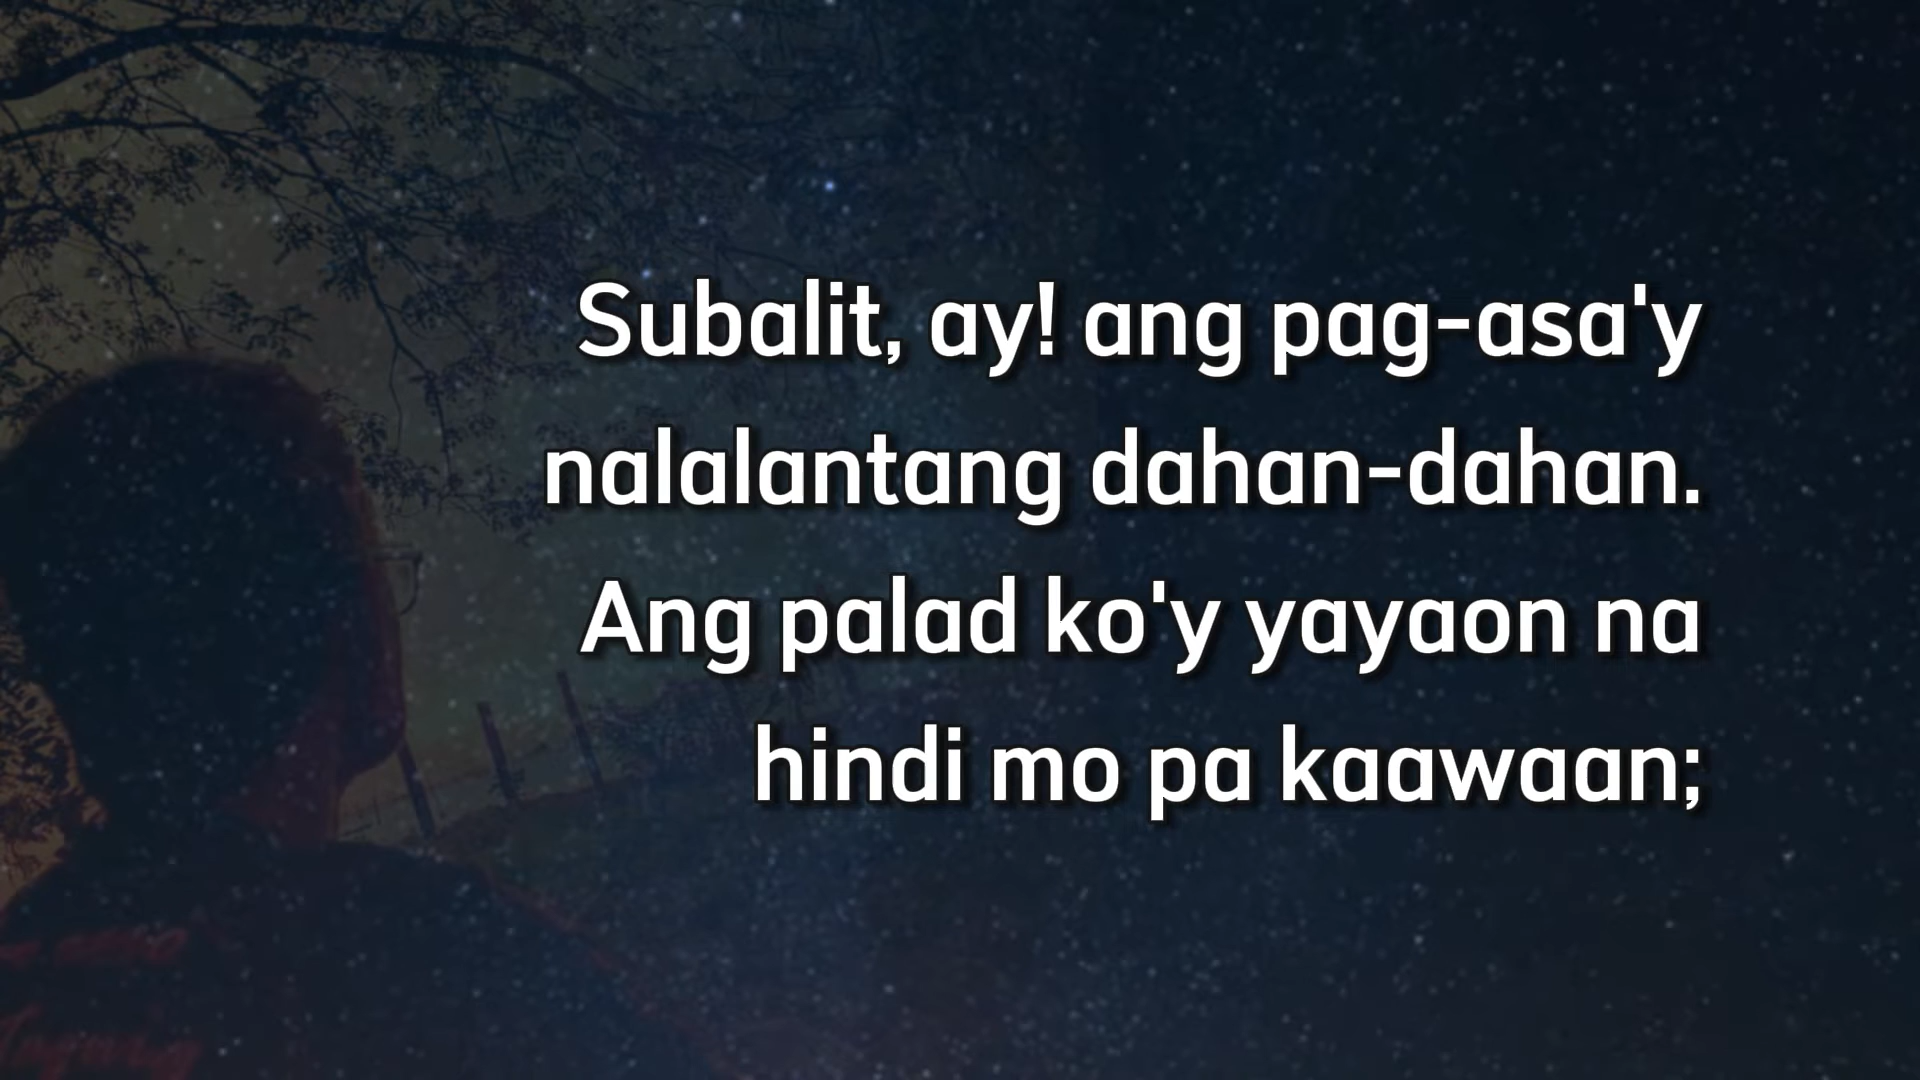 Subalit, ay! ang pag-asa'y
nalalantang dahan-dahan.
Ang palad ko'y yayaon na
hindi mo pa kaawaan;